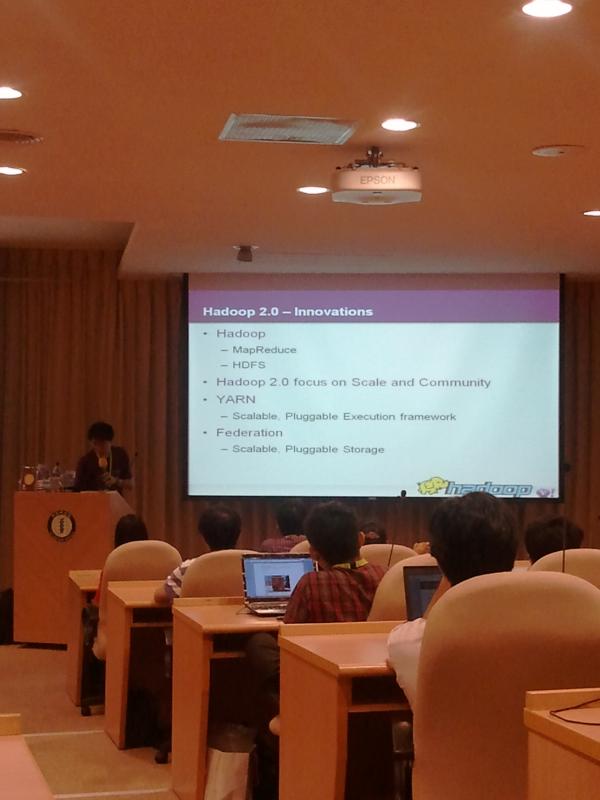 EPSON
Hadoop 2.0 – Innovations
• Hadoop
– MapReduce
– HDFS
• Hadoop 2.0 focus on Scale and Community
• YARN
– Scalable, Pluggable Execution framework
• Federation
– Scalable, Pluggable Storage
hadoop
Y!